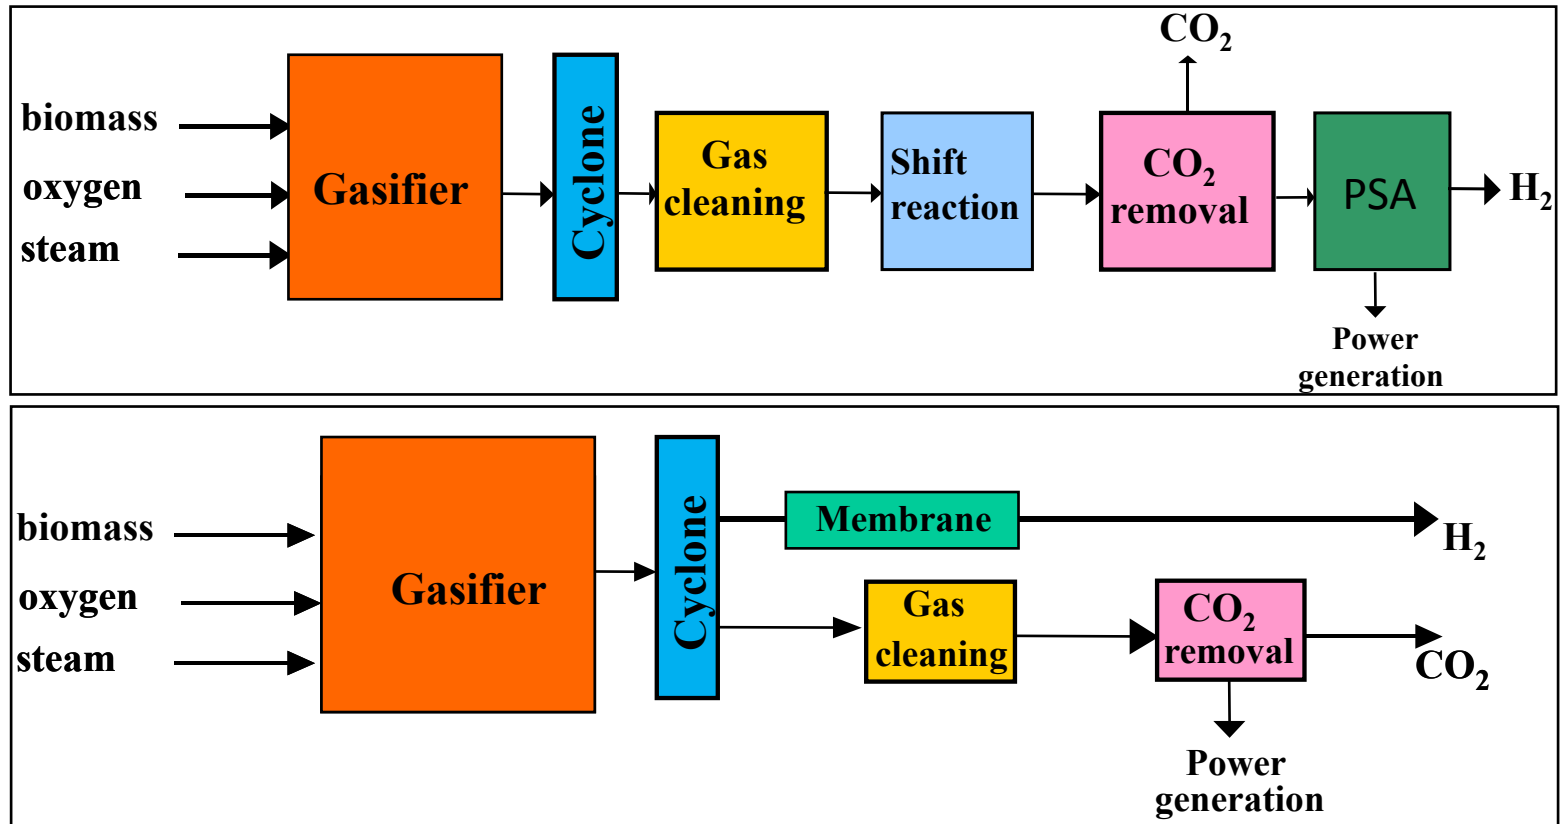 CO₂
biomass
oxygen
steam
Gasifier
Cyclone
Gas
cleaning
Shift
reaction
CO₂
removal
PSA
H₂
Power
generation
biomass
oxygen
steam
Gasifier
Cyclone
Membrane
H₂
Gas
cleaning
CO₂
removal
CO₂
Power
generation